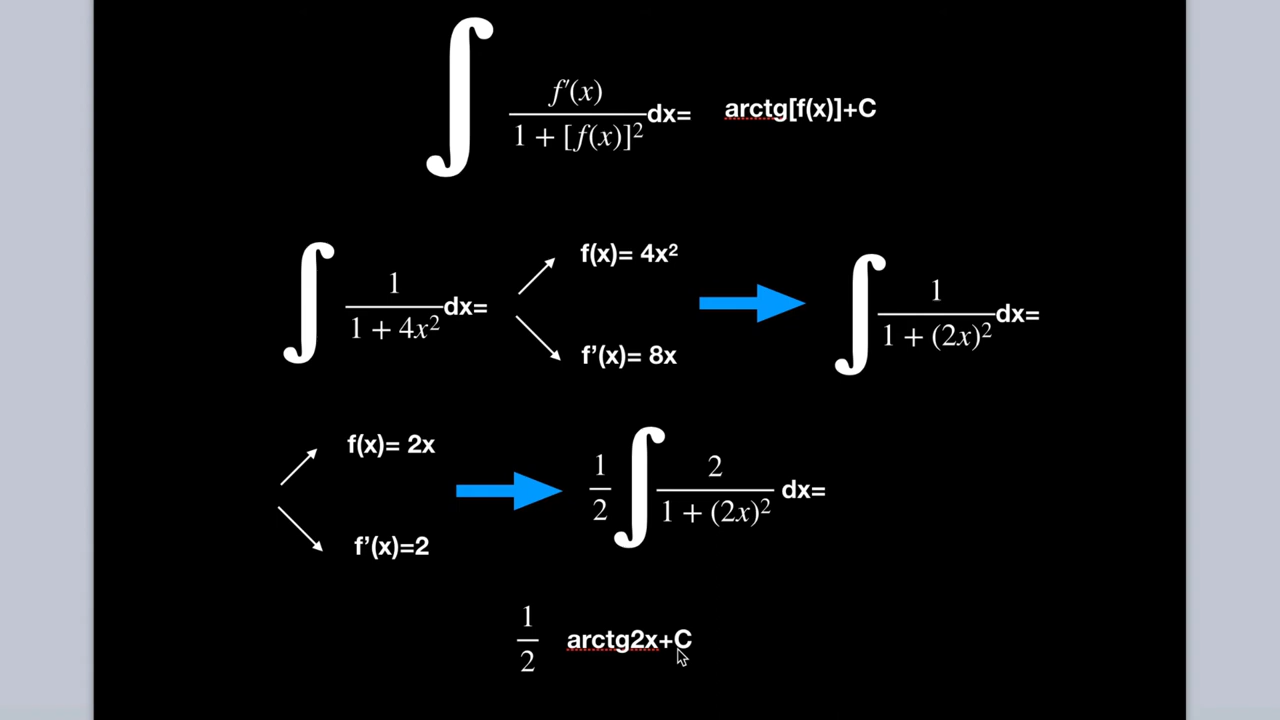 ∫ f′(x) / 1 + [f(x)]² dx= arctg[f(x)]+C
∫ 1 / 1 + 4x² dx=
f(x)= 4x²
f’(x)= 8x
∫ 1 / 1 + (2x)² dx=
f(x)= 2x
f’(x)=2
1/2 ∫ 2 / 1 + (2x)² dx=
1/2 arctg2x+C